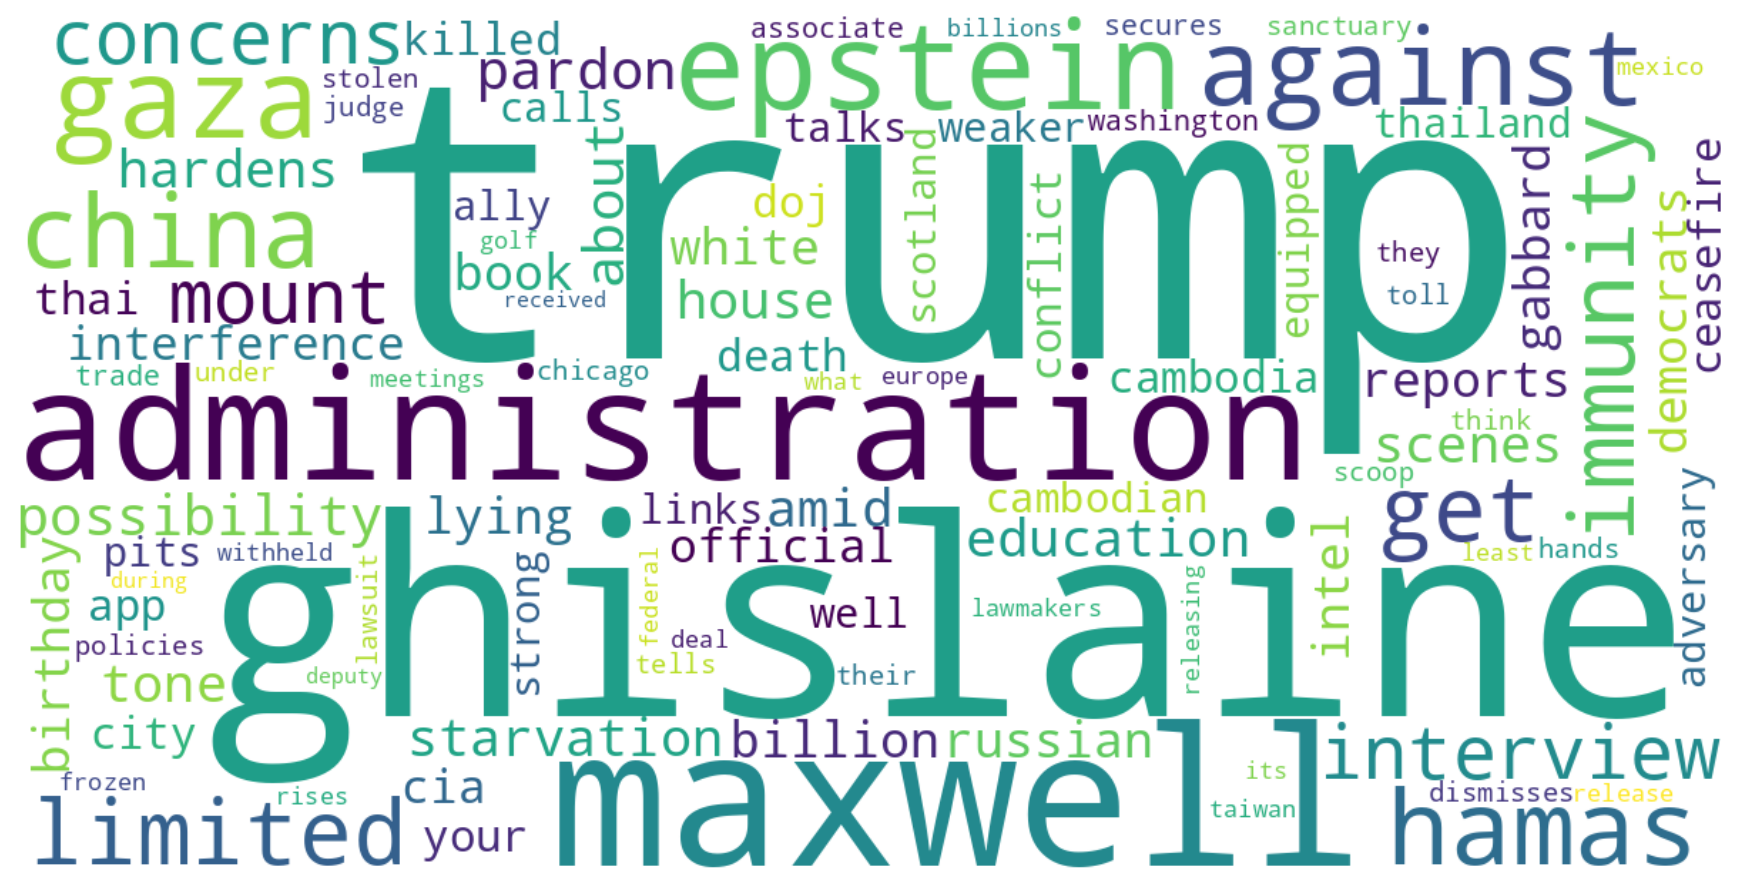 concerns
killed
associate
billions
secures
sanctuary
gaza
stolen
judge
pardon
epstein
against
mexico
calls
talks
weaker
washington
thailand
hardens
trump
about
scotland
conflict
equipped
gabbard
immunity
democrats
ceasefire
china
ally
golf
book
received
doj
white
house
they
toll
thai
mount
interference
death
trade
under
meetings
chicago
what
europe
cambodia
reports
administration
think
scenes
scoop
possibility
lying
links
amid
cambodian
get
adversary
pits
withheld
official
education
intel
least
hands
birthday
during
app
policies
lawsuit
strong
federal
well
lawmakers
releasing
ghislaine
tone
deputy
deal
tells
their
city
starvation
billion
russian
interview
frozen
rises
cia
its
taiwan
dismisses
release
limited
your
maxwell
hamas